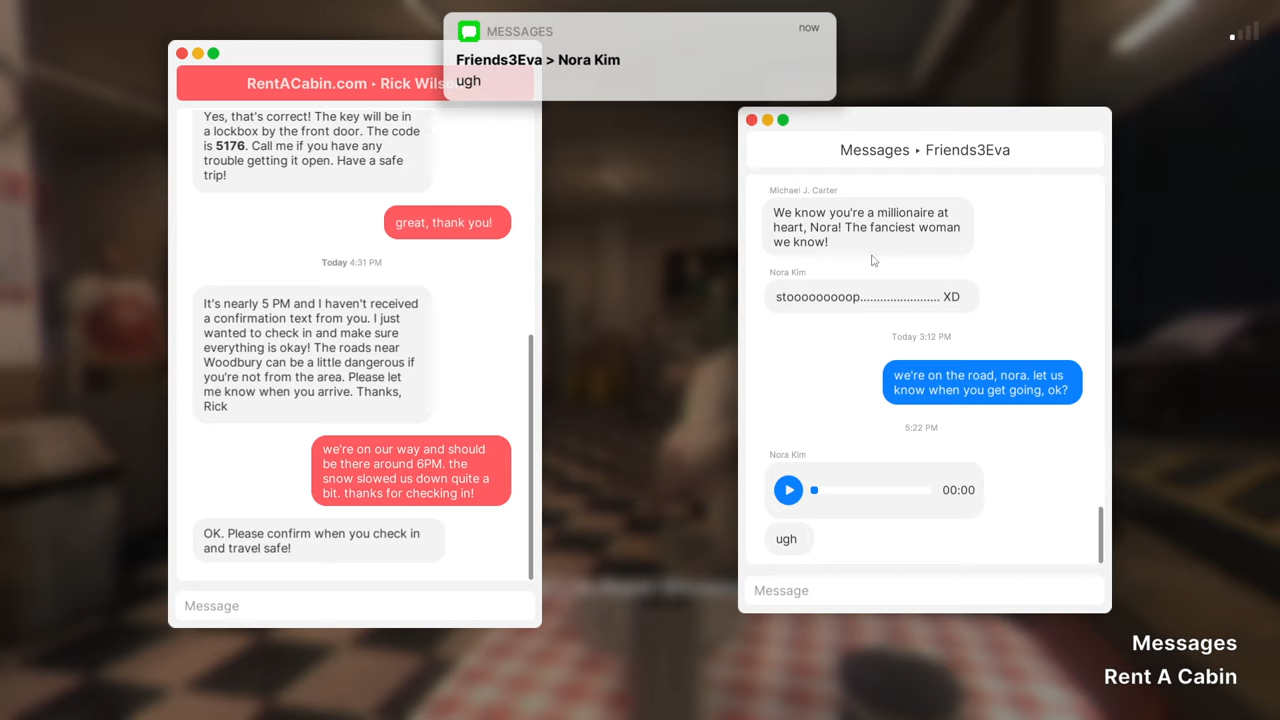 MESSAGES
now
Friends3Eva > Nora Kim
ugh
RentACabin.com ‣ Rick Wils
Yes, that's correct! The key will be in
a lockbox by the front door. The code
is 5176. Call me if you have any
trouble getting it open. Have a safe
trip!
great, thank you!
Today 4:31 PM
It's nearly 5 PM and I haven't received
a confirmation text from you. I just
wanted to check in and make sure
everything is okay! The roads near
Woodbury can be a little dangerous if
you're not from the area. Please let
me know when you arrive. Thanks,
Rick
we're on our way and should
be there around 6PM. the
snow slowed us down quite a
bit. thanks for checking in!
OK. Please confirm when you check in
and travel safe!
Message
Messages ‣ Friends3Eva
Michael J. Carter
We know you're a millionaire at
heart, Nora! The fanciest woman
we know!
Nora Kim
stooooooooop........................ XD
Today 3:12 PM
we're on the road, nora. let us
know when you get going, ok?
5:22 PM
Nora Kim
00:00
ugh
Message
Messages
Rent A Cabin